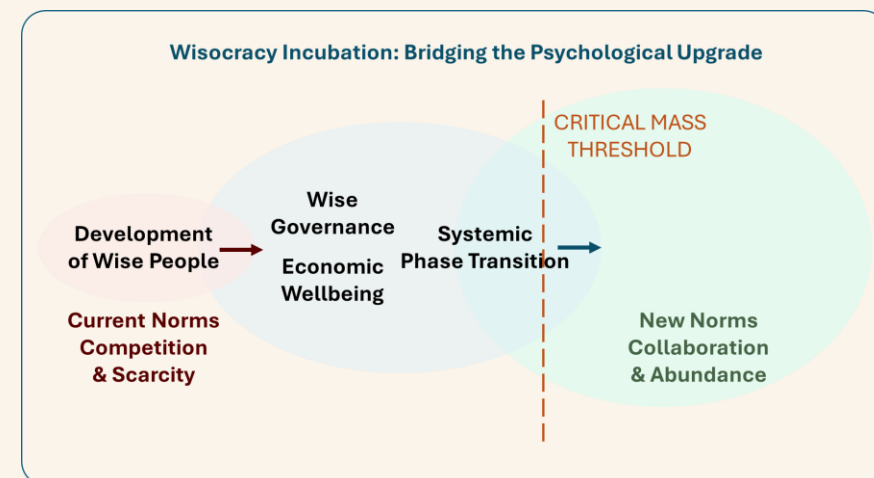 Wisocracy Incubation: Bridging the Psychological Upgrade
CRITICAL MASS
THRESHOLD
Development
of Wise People
Wise
Governance
Economic
Wellbeing
Systemic
Phase Transition
Current Norms
Competition
& Scarcity
New Norms
Collaboration
& Abundance